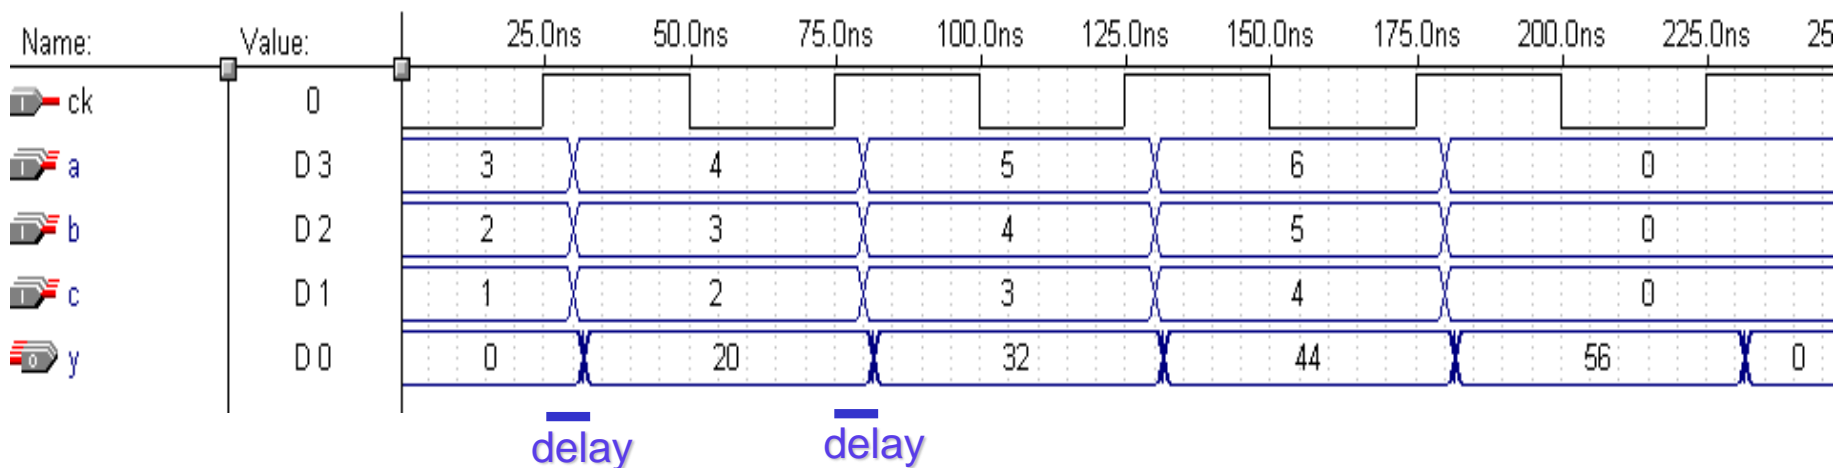 Name: Value: 25.0ns 50.0ns 75.0ns 100.0ns 125.0ns 150.0ns 175.0ns 200.0ns 225.0ns 25
I ck 0
I a D 3 3 4 5 6 0
I b D 2 2 3 4 5 0
I c D 1 1 2 3 4 0
O y D 0 0 20 32 44 56 0
delay delay